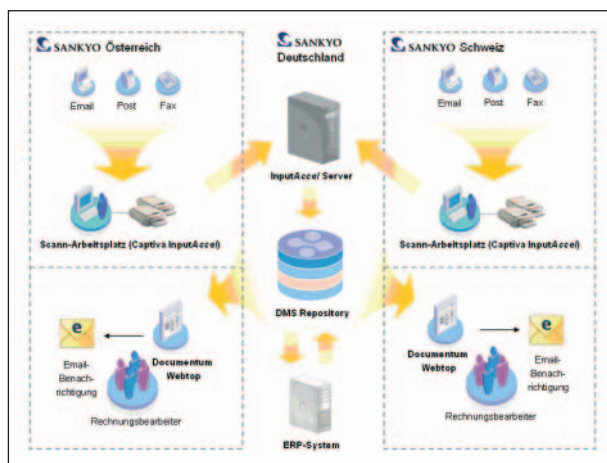 SANKYO Österreich
Email
Post
Fax
Scann-Arbeitsplatz (Captiva InputAccel)
Documentum
Webtop
Email-
Benach-
richtigung
Rechnungsbearbeiter
SANKYO
Deutschland
InputAccel Server
DMS Repository
ERP-System
SANKYO Schweiz
Email
Post
Fax
Scann-Arbeitsplatz (Captiva InputAccel)
Documentum
Webtop
Email-
Benach-
richtigung
Rechnungsbearbeiter